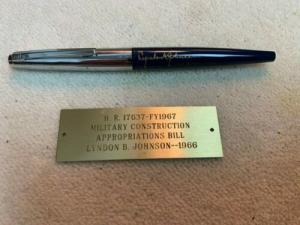 H. R. 17637-FY1967
MILITARY CONSTRUCTION
APPROPRIATIONS BILL
LYNDON B. JOHNSON--1966